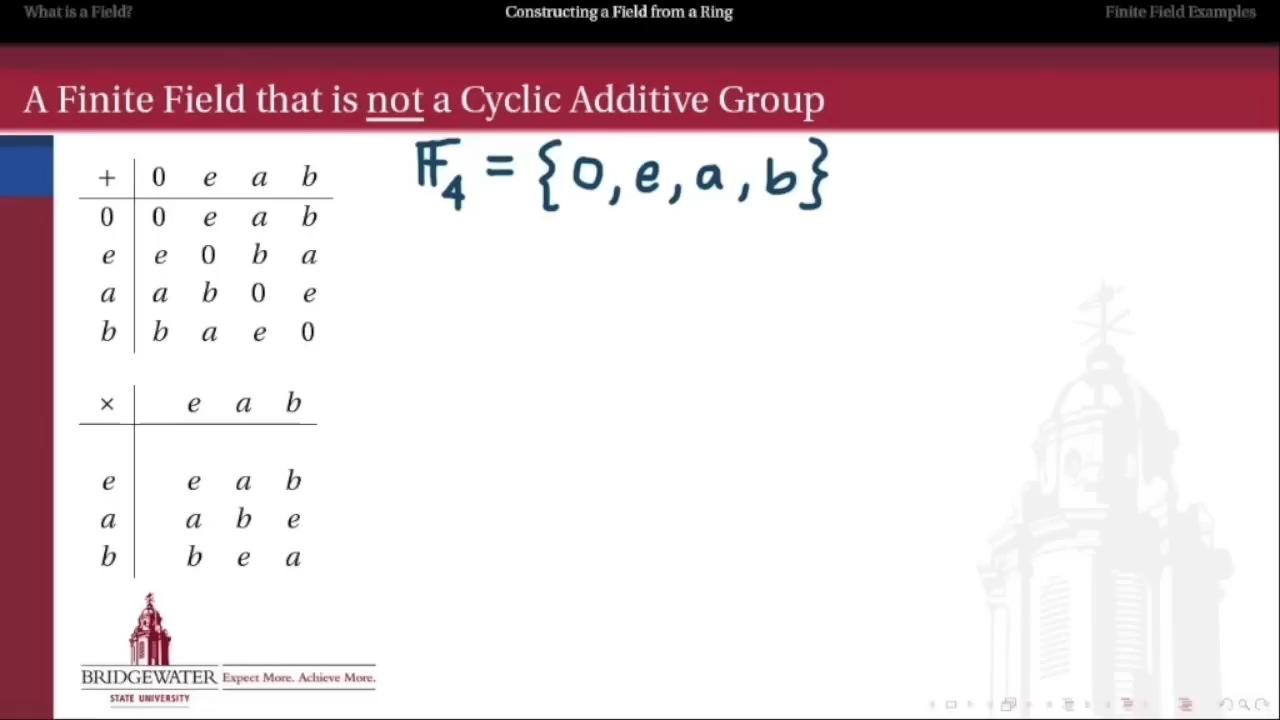 What is a Field? Constructing a Field from a Ring Finite Field Examples
A Finite Field that is not a Cyclic Additive Group
𝔽₄ = {0, e, a, b}
+ 0 e a b
0 0 e a b
e e 0 b a
a a b 0 e
b b a e 0
× e a b
e e a b
a a b e
b b e a
BRIDGEWATER Expect More. Achieve More.
STATE UNIVERSITY